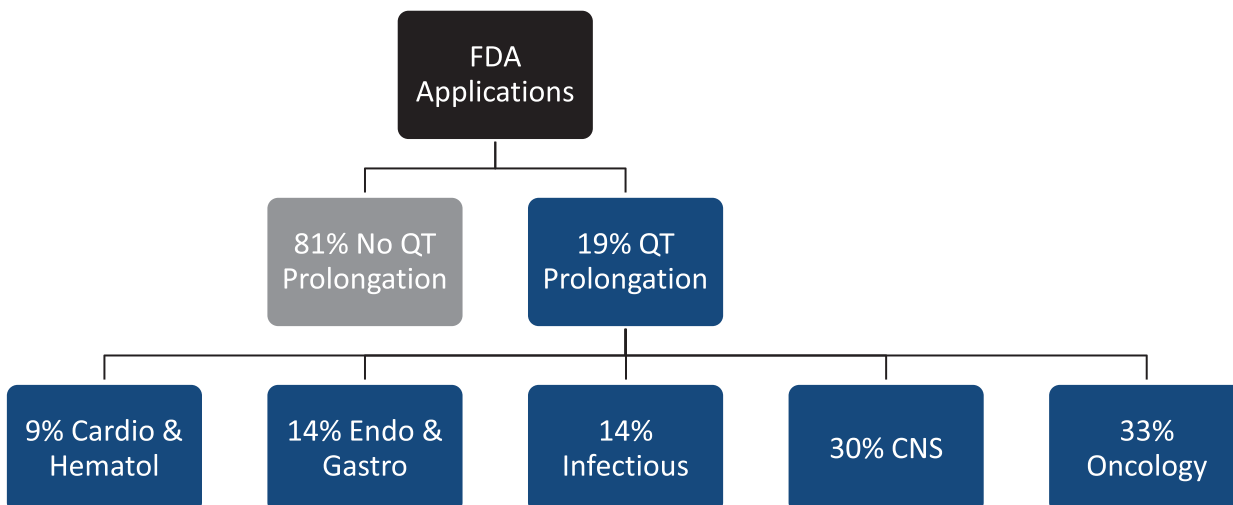 FDA
Applications
81% No QT
Prolongation
19% QT
Prolongation
9% Cardio &
Hematol
14% Endo &
Gastro
14%
Infectious
30% CNS
33%
Oncology